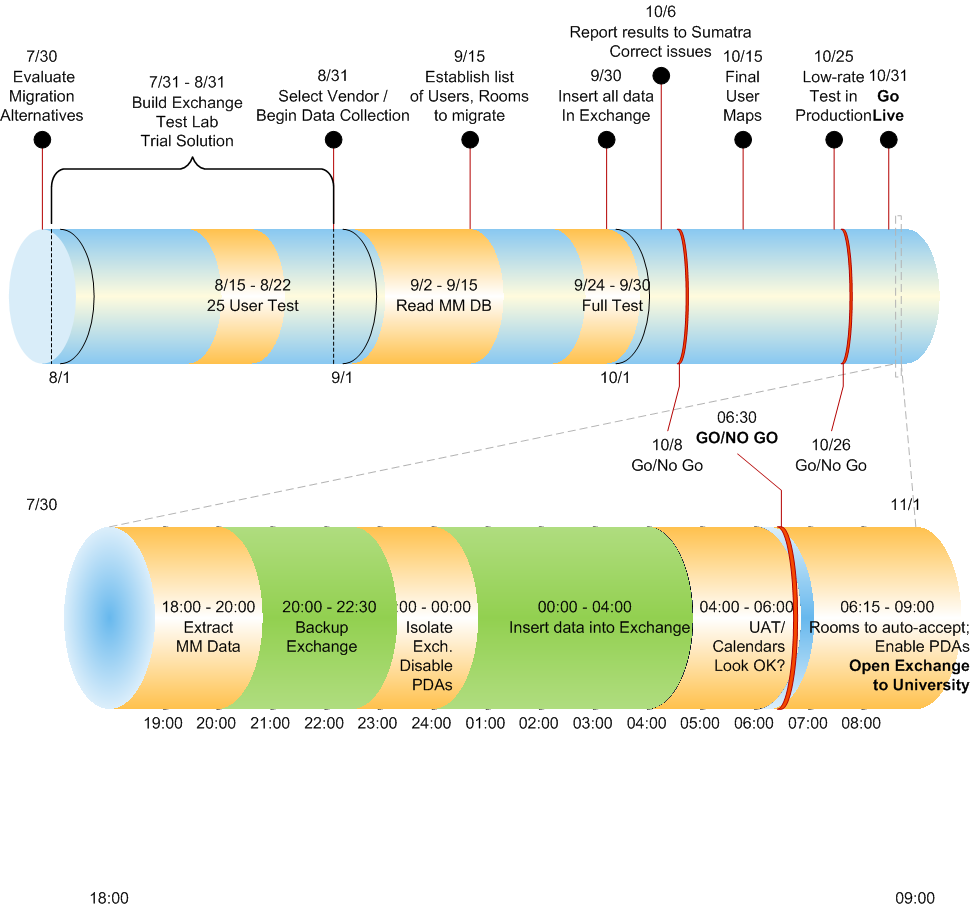 10/6
Report results to Sumatra
Correct issues
7/30
Evaluate
Migration
Alternatives
7/31 - 8/31
Build Exchange
Test Lab
Trial Solution
8/31
Select Vendor /
Begin Data Collection
9/15
Establish list
of Users, Rooms
to migrate
9/30
Insert all data
In Exchange
10/15
Final
User
Maps
10/25
Low-rate
Test in
Production
10/31
Go
Live
8/15 - 8/22
25 User Test
9/2 - 9/15
Read MM DB
9/24 - 9/30
Full Test
8/1
9/1
10/1
10/8
Go/No Go
06:30
GO/NO GO
10/26
Go/No Go
7/30
11/1
18:00 - 20:00
Extract
MM Data
20:00 - 22:30
Backup
Exchange
:00 - 00:00
Isolate
Exch.
Disable
PDAs
00:00 - 04:00
Insert data into Exchange
04:00 - 06:00
UAT/
Calendars
Look OK?
06:15 - 09:00
Rooms to auto-accept;
Enable PDAs
Open Exchange
to University
19:00
20:00
21:00
22:00
23:00
24:00
01:00
02:00
03:00
04:00
05:00
06:00
07:00
08:00
18:00
09:00